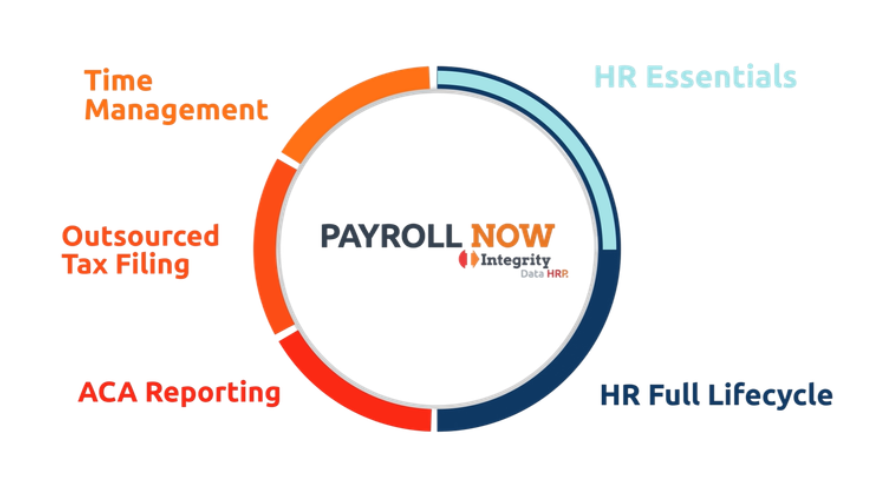 Time
Management
HR Essentials
Outsourced
Tax Filing
PAYROLL NOW
Integrity
Data HRP.
ACA Reporting
HR Full Lifecycle